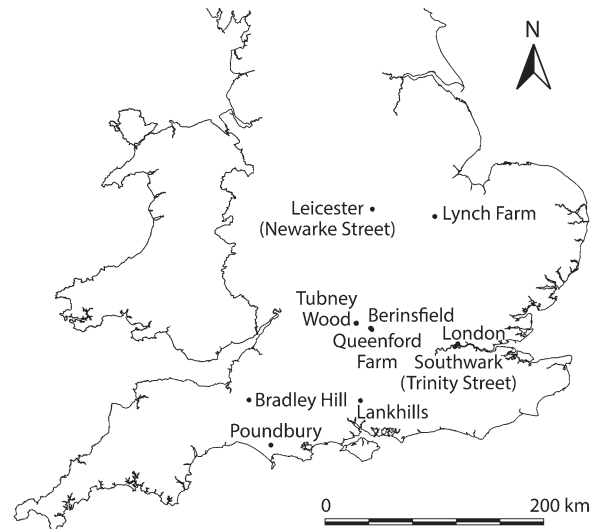 N
Leicester
(Newarke Street)
Lynch Farm
Tubney
Wood
Berinsfield
Queenford
Farm
London
Southwark
(Trinity Street)
Bradley Hill
Lankhills
Poundbury
0
200 km